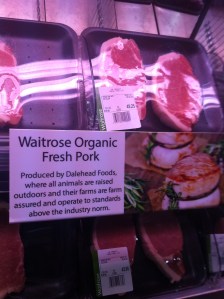 Waitrose Organic
Fresh Pork
Produced by Dalehead Foods,
where all animals are raised
outdoors and their farms are farm
assured and operate to standards
above the industry norm.